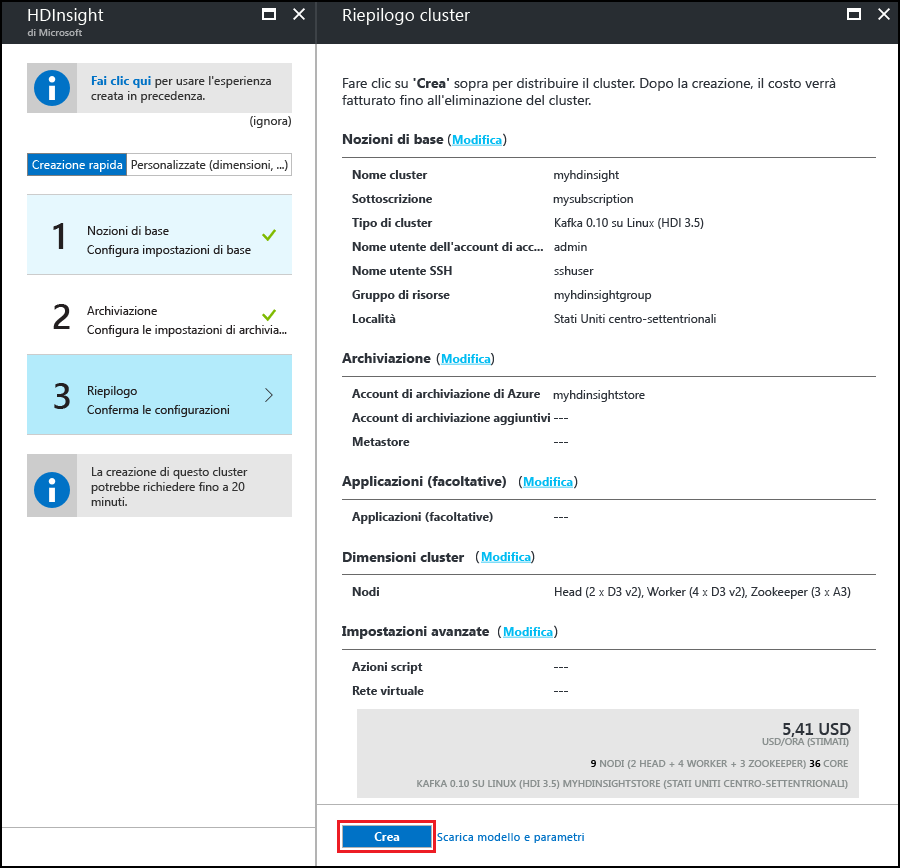 HDInsight
di Microsoft
Fai clic qui per usare l'esperienza
creata in precedenza.
(ignora)
Creazione rapida
Personalizzate (dimensioni, ...)
1
Nozioni di base
Configura impostazioni di base
2
Archiviazione
Configura le impostazioni di archivia...
3
Riepilogo
Conferma le configurazioni
La creazione di questo cluster
potrebbe richiedere fino a 20
minuti.
Riepilogo cluster
Fare clic su 'Crea' sopra per distribuire il cluster. Dopo la creazione, il costo verrà
fatturato fino all'eliminazione del cluster.
Nozioni di base (Modifica)
Nome cluster myhdinsight
Sottoscrizione mysubscription
Tipo di cluster Kafka 0.10 su Linux (HDI 3.5)
Nome utente dell'account di acc... admin
Nome utente SSH sshuser
Gruppo di risorse myhdinsightgroup
Località Stati Uniti centro-settentrionali
Archiviazione (Modifica)
Account di archiviazione di Azure myhdinsightstore
Account di archiviazione aggiuntivi ---
Metastore ---
Applicazioni (facoltative) (Modifica)
Applicazioni (facoltative) ---
Dimensioni cluster (Modifica)
Nodi Head (2 x D3 v2), Worker (4 x D3 v2), Zookeeper (3 x A3)
Impostazioni avanzate (Modifica)
Azioni script ---
Rete virtuale ---
5,41 USD
USD/ORA (STIMATI)
9 NODI (2 HEAD + 4 WORKER + 3 ZOOKEEPER) 36 CORE
KAFKA 0.10 SU LINUX (HDI 3.5) MYHDINSIGHTSTORE (STATI UNITI CENTRO-SETTENTRIONALI)
Crea
Scarica modello e parametri